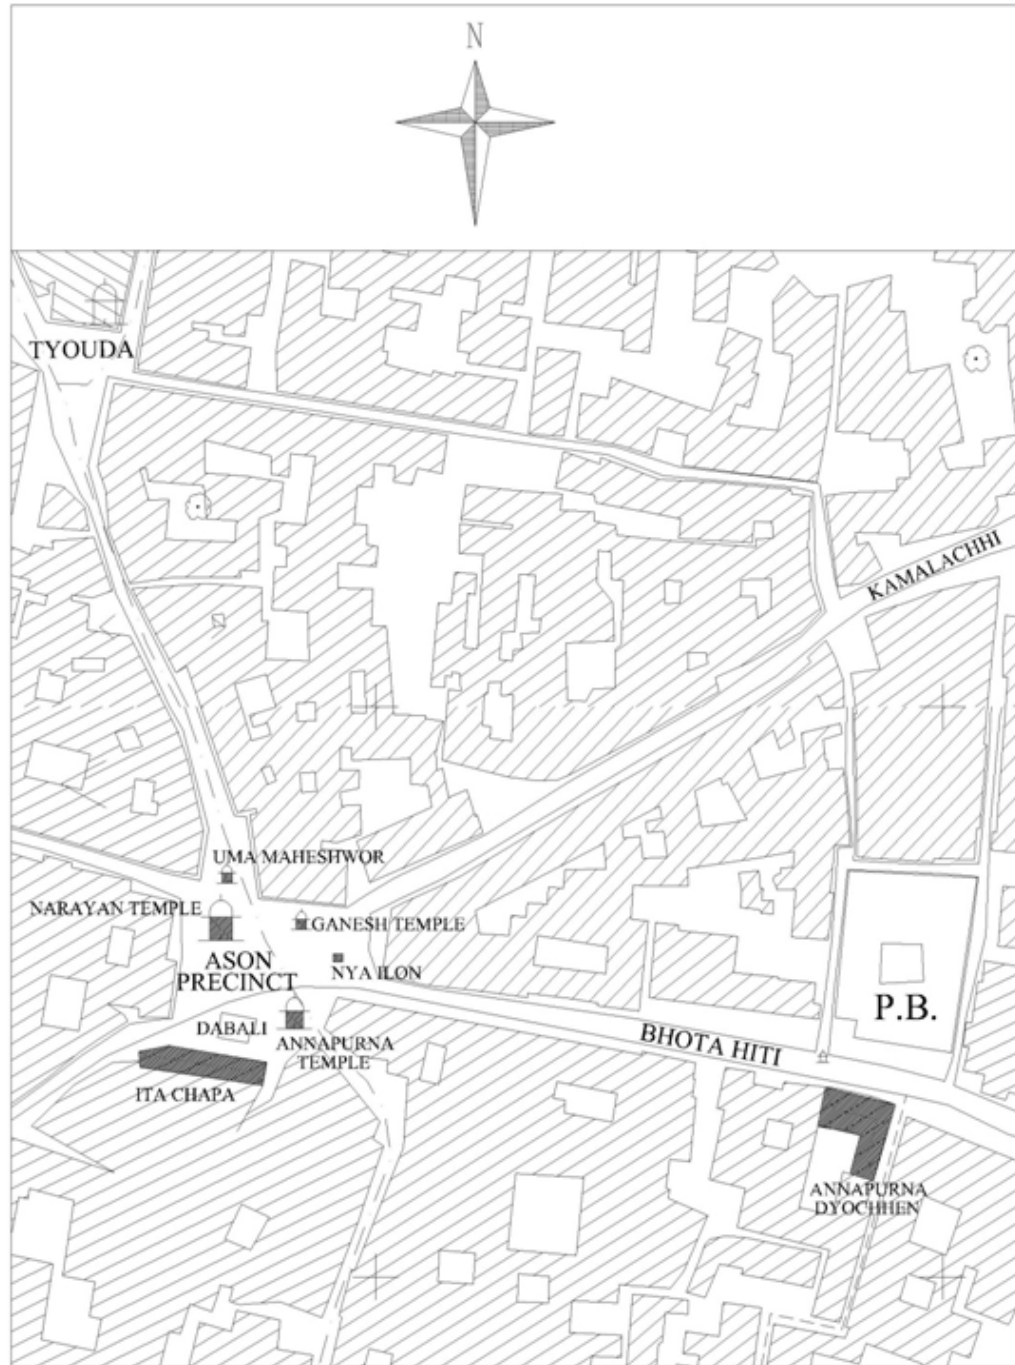 N
TYOUDA
KAMALACHHI
UMA MAHESHWOR
NARAYAN TEMPLE
GANESH TEMPLE
ASON
PRECINCT
NYA ILON
P.B.
DABALI
ANNAPURNA
TEMPLE
BHOTA HITI
ITA CHAPA
ANNAPURNA
DYOCHHEN